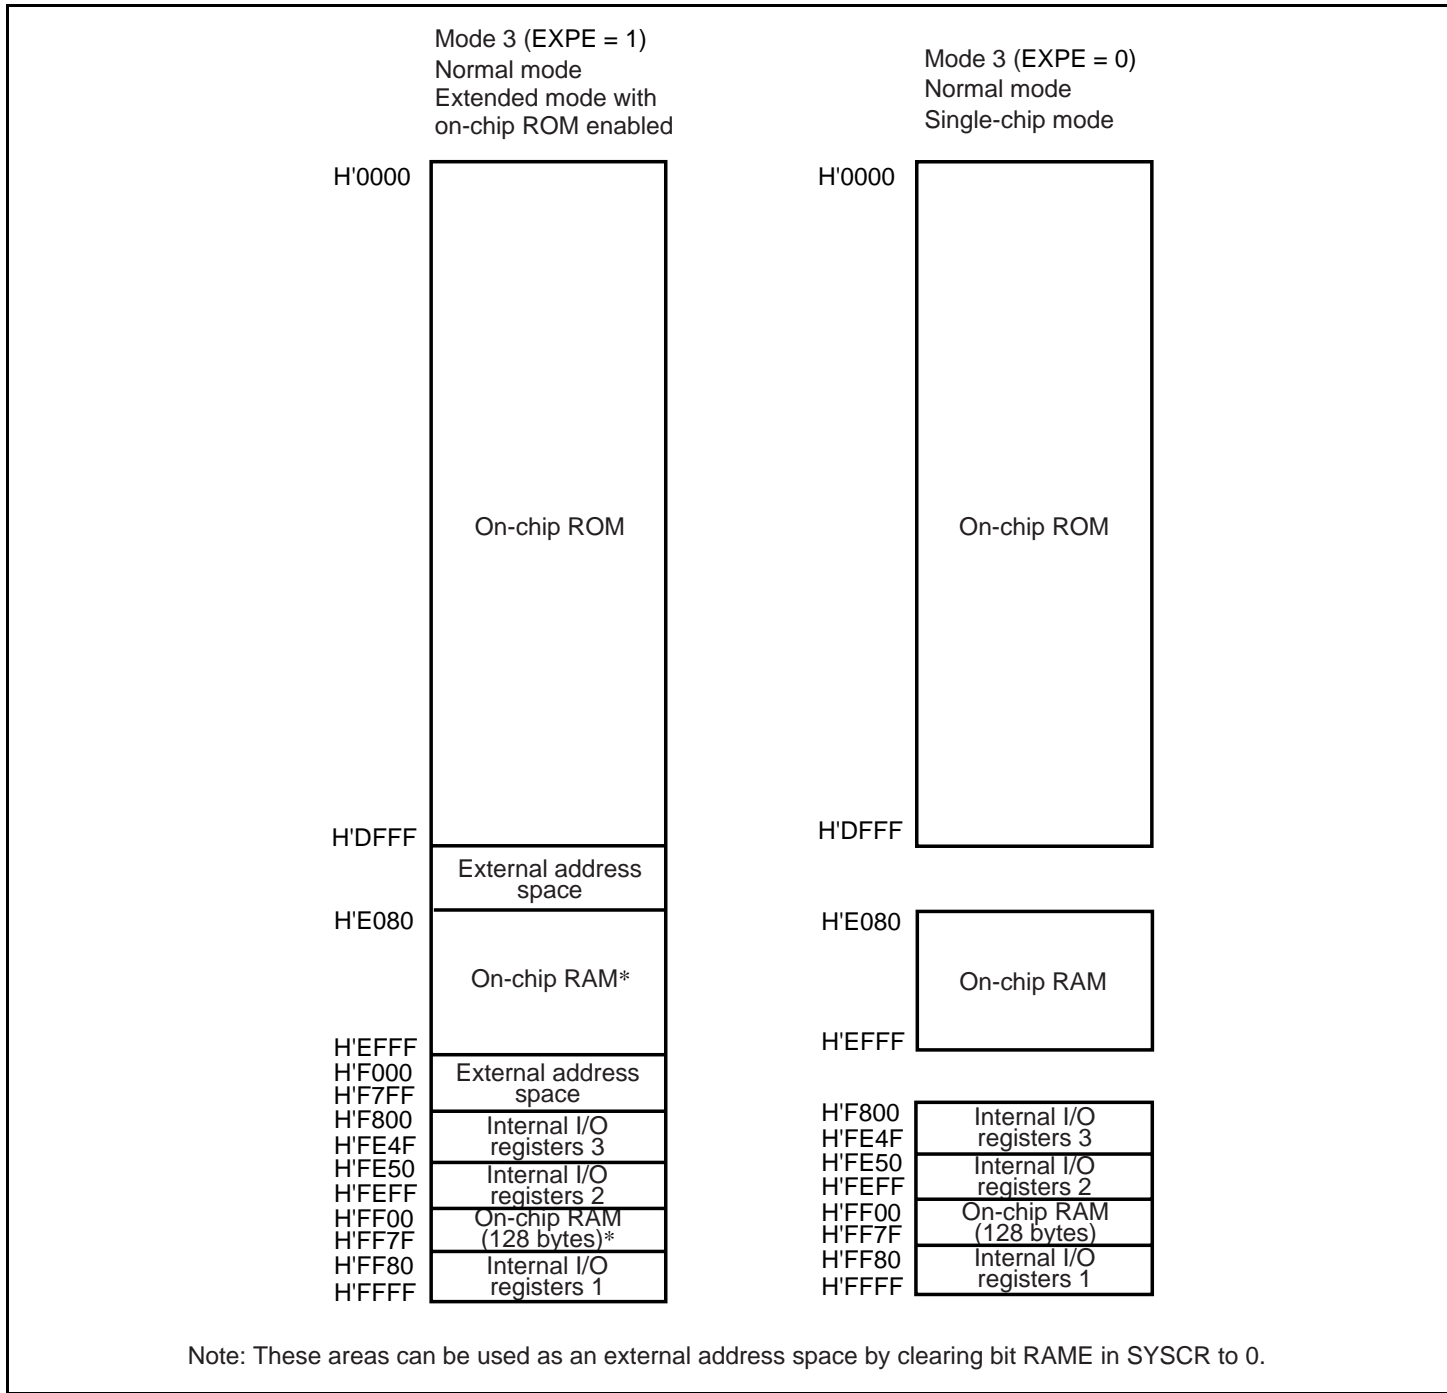 Mode 3 (EXPE = 1)
Normal mode
Extended mode with
on-chip ROM enabled
H'0000
On-chip ROM
H'DFFF
External address
space
H'E080
On-chip RAM*
H'EFFF
H'F000
External address
space
H'F7FF
H'F800
Internal I/O
registers 3
H'FE4F
H'FE50
Internal I/O
registers 2
H'FEFF
H'FF00
On-chip RAM
(128 bytes)*
H'FF7F
H'FF80
Internal I/O
registers 1
H'FFFF
Mode 3 (EXPE = 0)
Normal mode
Single-chip mode
H'0000
On-chip ROM
H'DFFF
H'E080
On-chip RAM
H'EFFF
H'F800
Internal I/O
registers 3
H'FE4F
H'FE50
Internal I/O
registers 2
H'FEFF
H'FF00
On-chip RAM
(128 bytes)
H'FF7F
H'FF80
Internal I/O
registers 1
H'FFFF
Note: These areas can be used as an external address space by clearing bit RAME in SYSCR to 0.